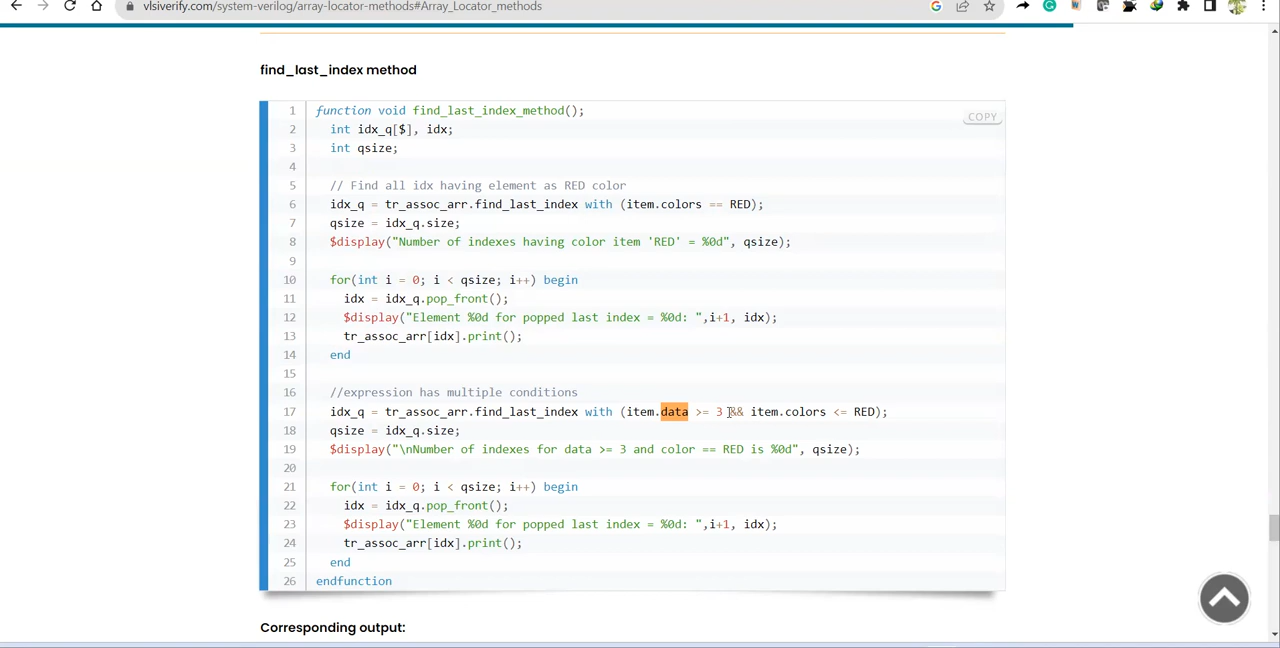 vlsiverify.com/system-verilog/array-locator-methods#Array_Locator_methods
find_last_index method
COPY
1 function void find_last_index_method();
2 int idx_q[$], idx;
3 int qsize;
4
5 // Find all idx having element as RED color
6 idx_q = tr_assoc_arr.find_last_index with (item.colors == RED);
7 qsize = idx_q.size;
8 $display("Number of indexes having color item 'RED' = %0d", qsize);
9
10 for(int i = 0; i < qsize; i++) begin
11 idx = idx_q.pop_front();
12 $display("Element %0d for popped last index = %0d: ",i+1, idx);
13 tr_assoc_arr[idx].print();
14 end
15
16 //expression has multiple conditions
17 idx_q = tr_assoc_arr.find_last_index with (item.data >= 3 && item.colors <= RED);
18 qsize = idx_q.size;
19 $display("\nNumber of indexes for data >= 3 and color == RED is %0d", qsize);
20
21 for(int i = 0; i < qsize; i++) begin
22 idx = idx_q.pop_front();
23 $display("Element %0d for popped last index = %0d: ",i+1, idx);
24 tr_assoc_arr[idx].print();
25 end
26 endfunction
Corresponding output: